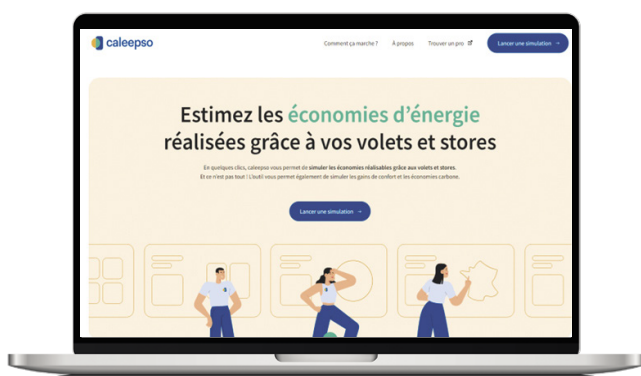 caleepso
Comment ça marche ? À propos Trouver un pro Lancer une simulation →
Estimez les économies d'énergie
réalisées grâce à vos volets et stores
En quelques clics, caleepso vous permet de simuler les économies réalisables grâce aux volets et stores.
Et ce n'est pas tout ! L'outil vous permet également de simuler les gains de confort et les économies carbone.
Lancer une simulation →